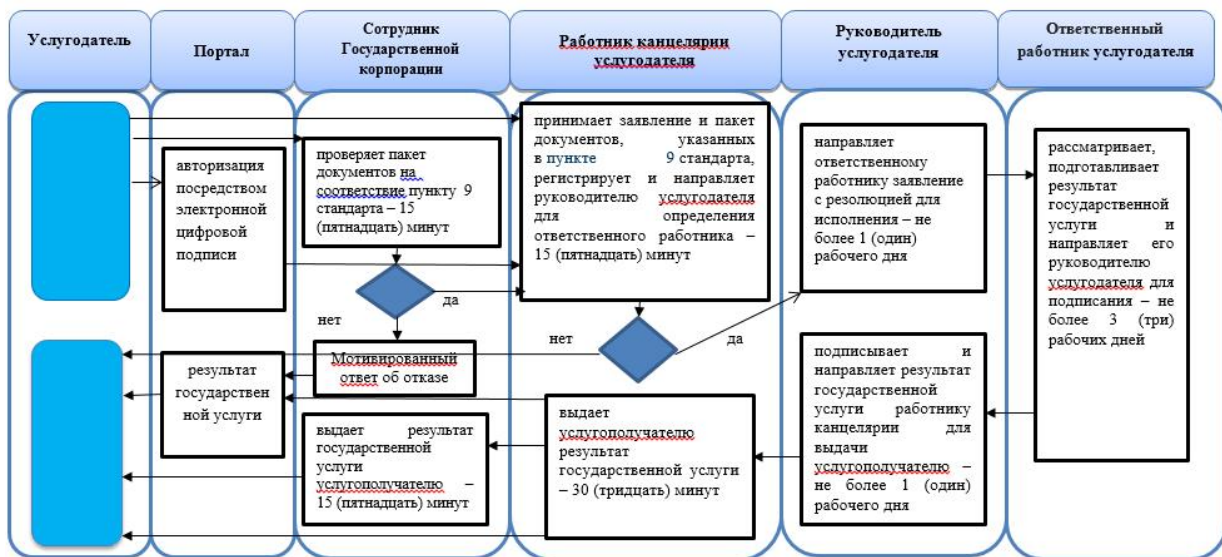 Услугодатель
Портал
Сотрудник
Государственной
корпорации
Работник канцелярии
услугодателя
Руководитель
услугодателя
Ответственный
работник услугодателя
авторизация
посредством
электронной
цифровой
подписи
проверяет пакет
документов на
соответствие пункту 9
стандарта – 15
(пятнадцать) минут
принимает заявление и пакет
документов, указанных
в пункте 9 стандарта,
регистрирует и направляет
руководителю услугодателя
для определения
ответственного работника –
15 (пятнадцать) минут
направляет
ответственному
работнику заявление
с резолюцией для
исполнения – не
более 1 (один)
рабочего дня
рассматривает,
подготавливает
результат
государственной
услуги и
направляет его
руководителю
услугодателя для
подписания – не
более 3 (три)
рабочих дней
да
нет
нет
да
Мотивированный
ответ об отказе
результат
государствен
ной услуги
выдает результат
государственной
услуги
услугополучателю –
15 (пятнадцать) минут
выдает
услугополучателю
результат
государственной услуги
– 30 (тридцать) минут
подписывает и
направляет результат
государственной
услуги работнику
канцелярии для
выдачи
услугополучателю –
не более 1 (один)
рабочего дня